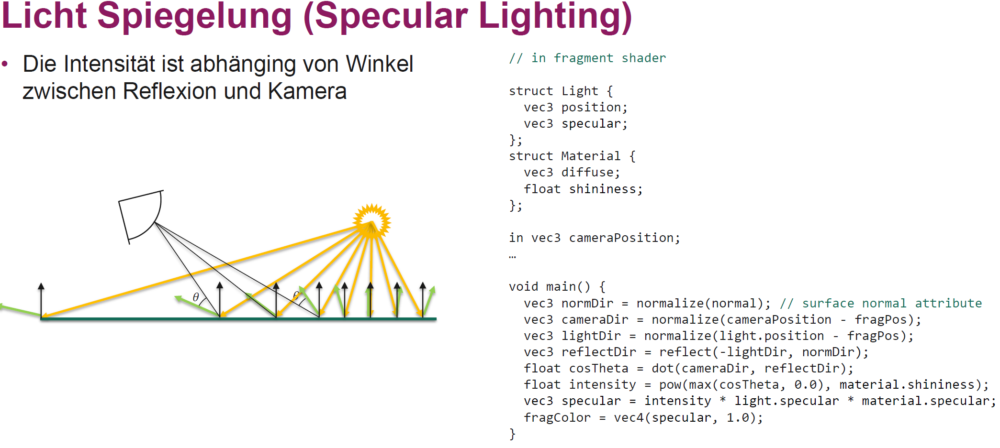 Licht Spiegelung (Specular Lighting)
• Die Intensität ist abhänging von Winkel
zwischen Reflexion und Kamera
θ
θ
// in fragment shader
struct Light {
  vec3 position;
  vec3 specular;
};
struct Material {
  vec3 diffuse;
  float shininess;
};
in vec3 cameraPosition;
…
void main() {
  vec3 normDir = normalize(normal); // surface normal attribute
  vec3 cameraDir = normalize(cameraPosition - fragPos);
  vec3 lightDir = normalize(light.position - fragPos);
  vec3 reflectDir = reflect(-lightDir, normDir);
  float cosTheta = dot(cameraDir, reflectDir);
  float intensity = pow(max(cosTheta, 0.0), material.shininess);
  vec3 specular = intensity * light.specular * material.specular;
  fragColor = vec4(specular, 1.0);
}